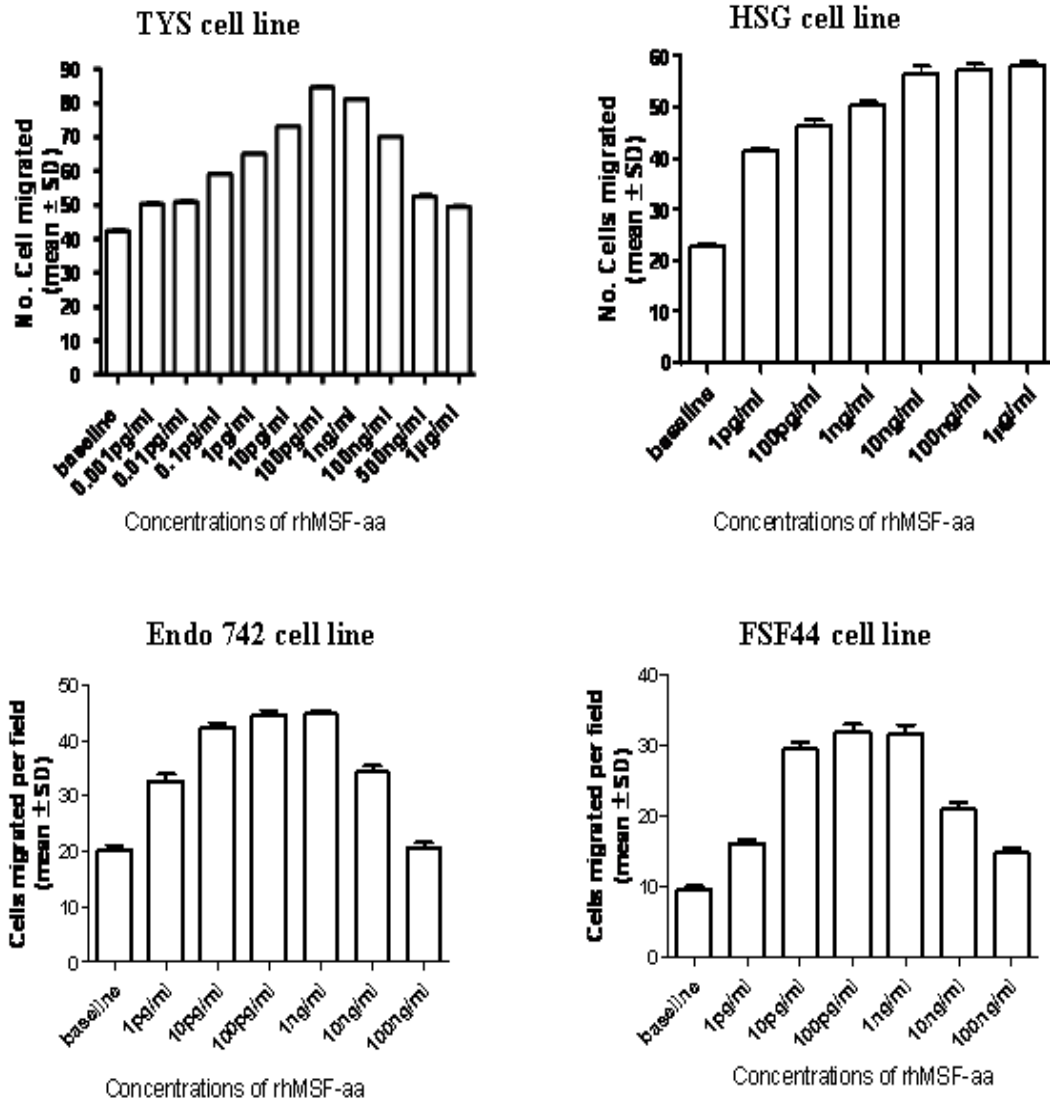 TYS cell line
No. Cell migrated
(mean ± SD)
90
80
70
60
50
40
30
20
10
0
baseline
0.001pg/ml
0.01pg/ml
0.1pg/ml
1pg/ml
10pg/ml
100pg/ml
1ng/ml
100ng/ml
500ng/ml
1µg/ml
Concentrations of rhMSF-aa
HSG cell line
No. Cells migrated
(mean ± SD)
60
50
40
30
20
10
0
baseline
1pg/ml
100pg/ml
1ng/ml
10ng/ml
100ng/ml
1µg/ml
Concentrations of rhMSF-aa
Endo 742 cell line
Cells migrated per field
(mean ± SD)
50
40
30
20
10
0
baseline
1pg/ml
10pg/ml
100pg/ml
1ng/ml
10ng/ml
100ng/ml
Concentrations of rhMSF-aa
FSF44 cell line
Cells migrated per field
(mean ± SD)
40
30
20
10
0
baseline
1pg/ml
10pg/ml
100pg/ml
1ng/ml
10ng/ml
100ng/ml
Concentrations of rhMSF-aa